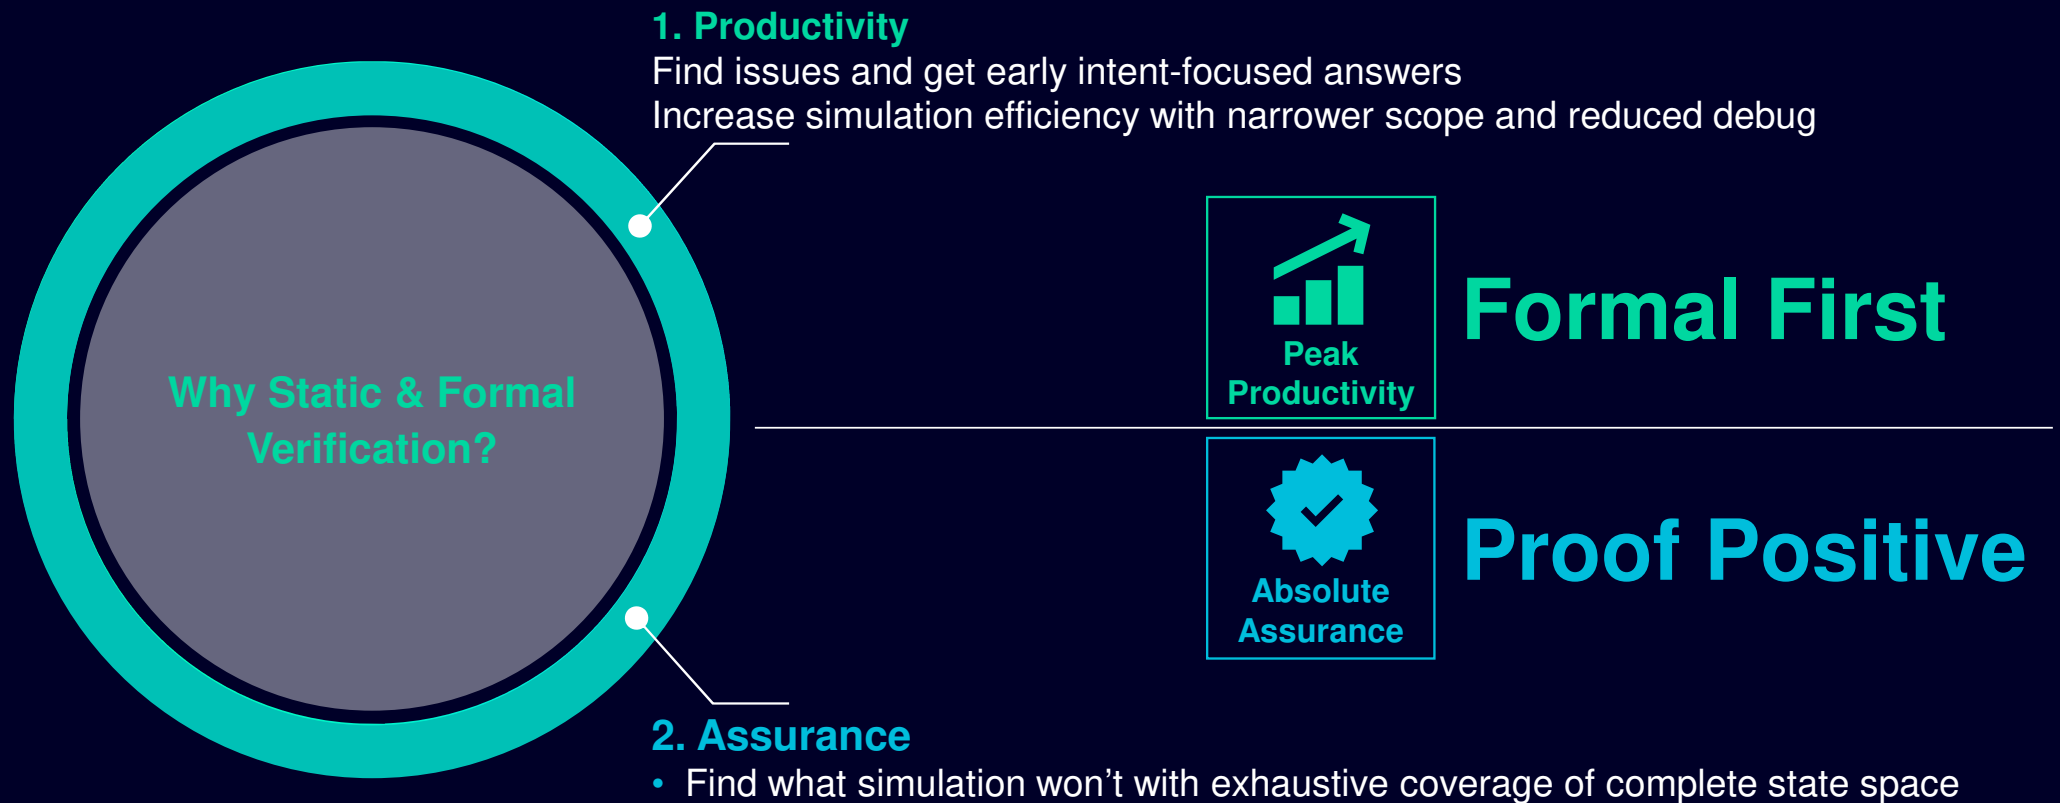 1. Productivity
Find issues and get early intent-focused answers
Increase simulation efficiency with narrower scope and reduced debug
Why Static & Formal
Verification?
Peak
Productivity
Formal First
Absolute
Assurance
Proof Positive
2. Assurance
• Find what simulation won’t with exhaustive coverage of complete state space